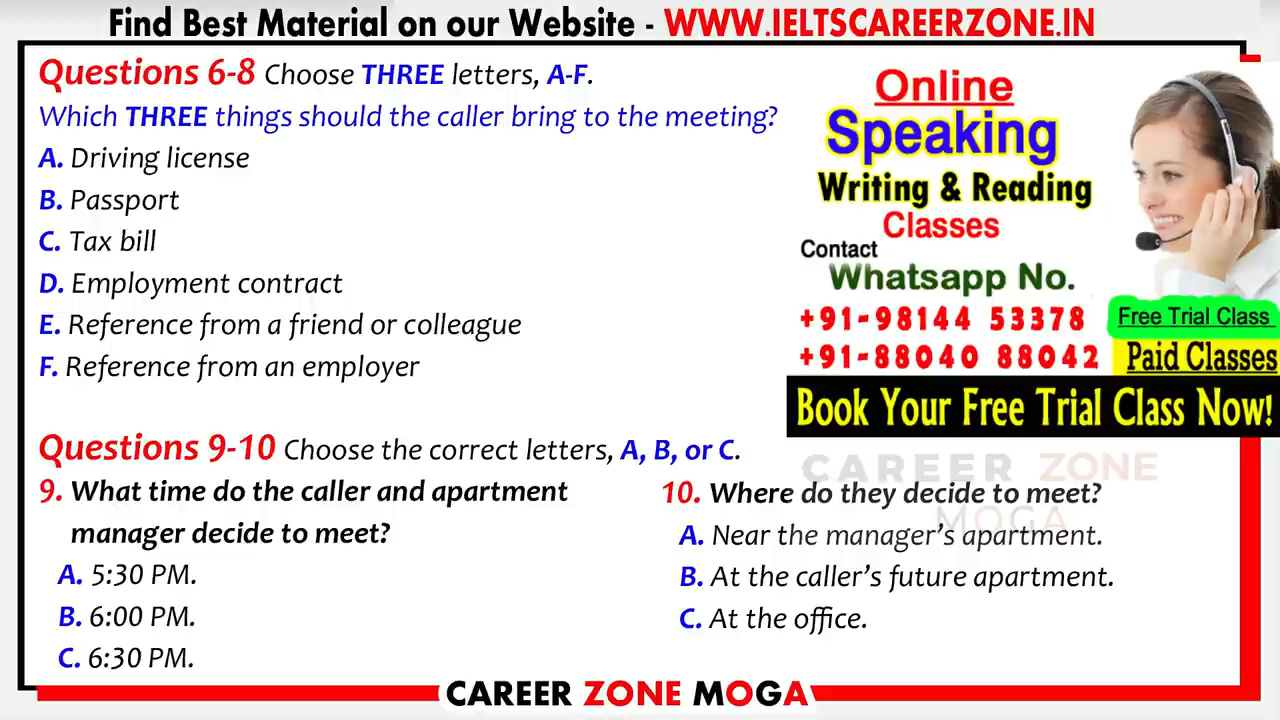 Find Best Material on our Website - WWW.IELTSCAREERZONE.IN
Questions 6-8 Choose THREE letters, A-F.
Which THREE things should the caller bring to the meeting?
A. Driving license
B. Passport
C. Tax bill
D. Employment contract
E. Reference from a friend or colleague
F. Reference from an employer
Online
Speaking
Writing & Reading
Classes
Contact
Whatsapp No.
+91-98144 53378
+91-88040 88042
Free Trial Class
Paid Classes
Book Your Free Trial Class Now!
Questions 9-10 Choose the correct letters, A, B, or C.
CAREER ZONE
MOGA
9. What time do the caller and apartment
manager decide to meet?
A. 5:30 PM.
B. 6:00 PM.
C. 6:30 PM.
10. Where do they decide to meet?
A. Near the manager's apartment.
B. At the caller's future apartment.
C. At the office.
CAREER ZONE MOGA